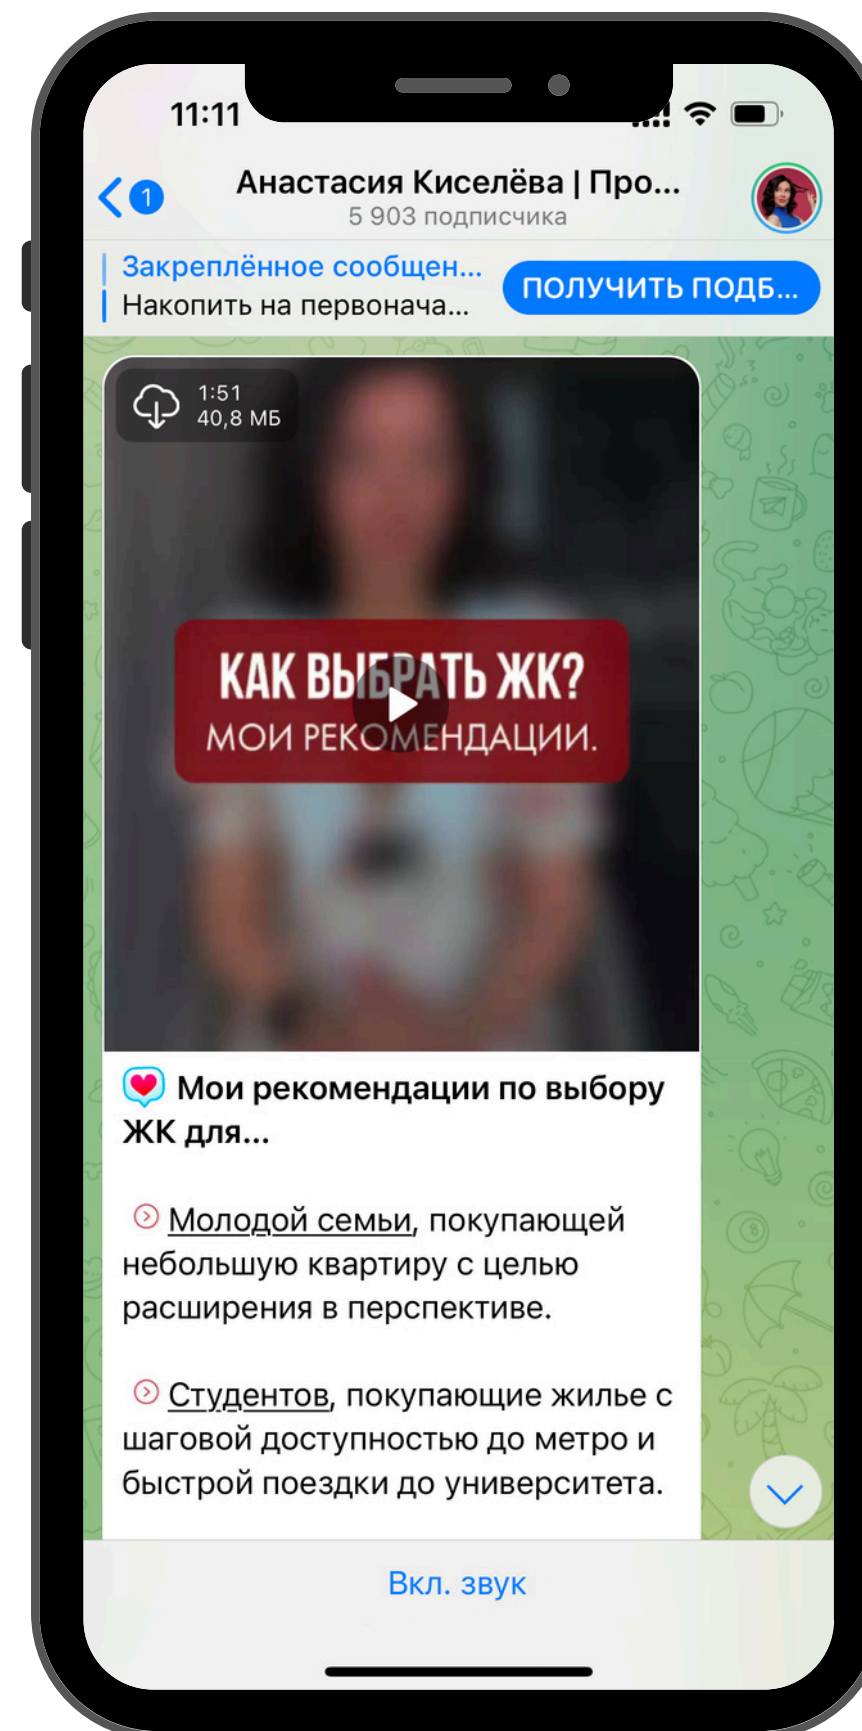 11:11
1
Анастасия Киселёва | Про...
5 903 подписчика
Закреплённое сообщен...
Накопить на первонача...
ПОЛУЧИТЬ ПОДБ...
1:51
40,8 МБ
КАК ВЫБРАТЬ ЖК?
МОИ РЕКОМЕНДАЦИИ.
Мои рекомендации по выбору
ЖК для...
Молодой семьи, покупающей
небольшую квартиру с целью
расширения в перспективе.
Студентов, покупающие жилье с
шаговой доступностью до метро и
быстрой поездки до университета.
Вкл. звук